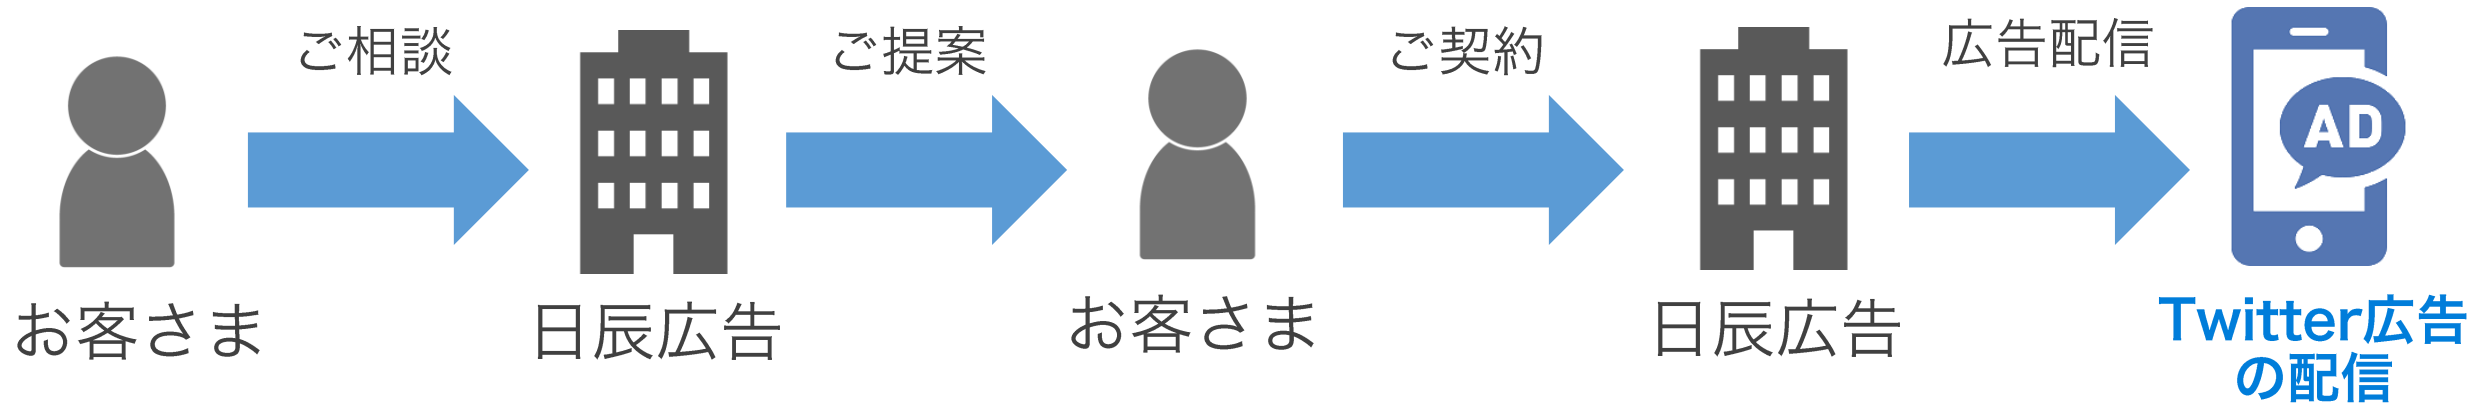 ご相談
ご提案
ご契約
広告配信
AD
お客さま
日辰広告
お客さま
日辰広告
Twitter広告
の配信